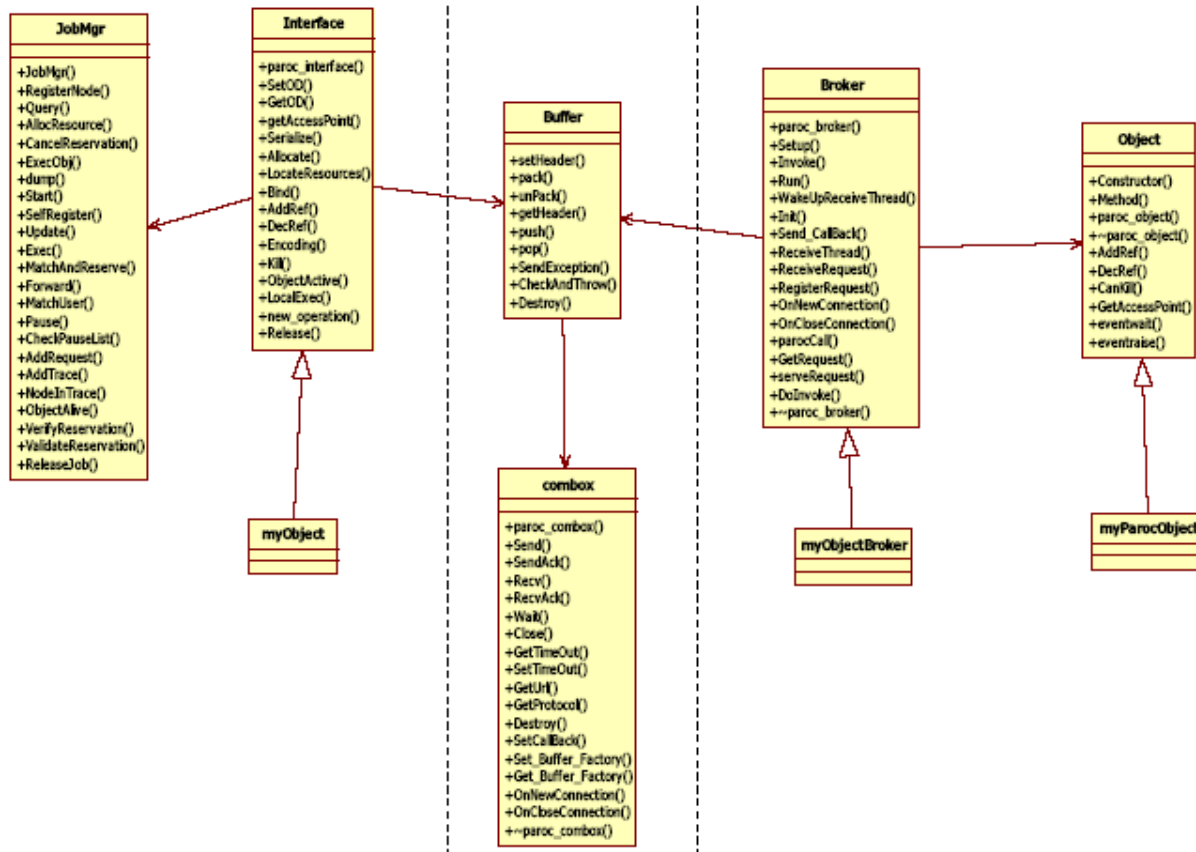 JobMgr
+JobMgr()
+RegisterNode()
+Query()
+AllocResource()
+CancelReservation()
+ExecObj()
+dump()
+Start()
+SelfRegister()
+Update()
+Exec()
+MatchAndReserve()
+Forward()
+MatchUser()
+Pause()
+CheckPauseList()
+AddRequest()
+AddTrace()
+NodeInTrace()
+ObjectAlive()
+VerifyReservation()
+ValidateReservation()
+ReleaseJob()
Interface
+paroc_interface()
+SetOD()
+GetOD()
+getAccessPoint()
+Serialize()
+Allocate()
+LocateResources()
+Bind()
+AddRef()
+DecRef()
+Encoding()
+Kill()
+ObjectActive()
+LocalExec()
+new_operation()
+Release()
myObject
Buffer
+setHeader()
+pack()
+unPack()
+getHeader()
+push()
+pop()
+SendException()
+CheckAndThrow()
+Destroy()
combox
+paroc_combox()
+Send()
+SendAck()
+Recv()
+RecvAck()
+Wait()
+Close()
+GetTimeOut()
+SetTimeOut()
+GetUrl()
+GetProtocol()
+Destroy()
+SetCallBack()
+Set_Buffer_Factory()
+Get_Buffer_Factory()
+OnNewConnection()
+OnCloseConnection()
+~paroc_combox()
Broker
+paroc_broker()
+Setup()
+Invoke()
+Run()
+WakeUpReceiveThread()
+Init()
+Send_CallBack()
+ReceiveThread()
+ReceiveRequest()
+RegisterRequest()
+OnNewConnection()
+OnCloseConnection()
+parocCall()
+GetRequest()
+serveRequest()
+DoInvoke()
+~paroc_broker()
myObjectBroker
Object
+Constructor()
+Method()
+paroc_object()
+~paroc_object()
+AddRef()
+DecRef()
+CanKill()
+GetAccessPoint()
+eventwait()
+eventraise()
myParocObject